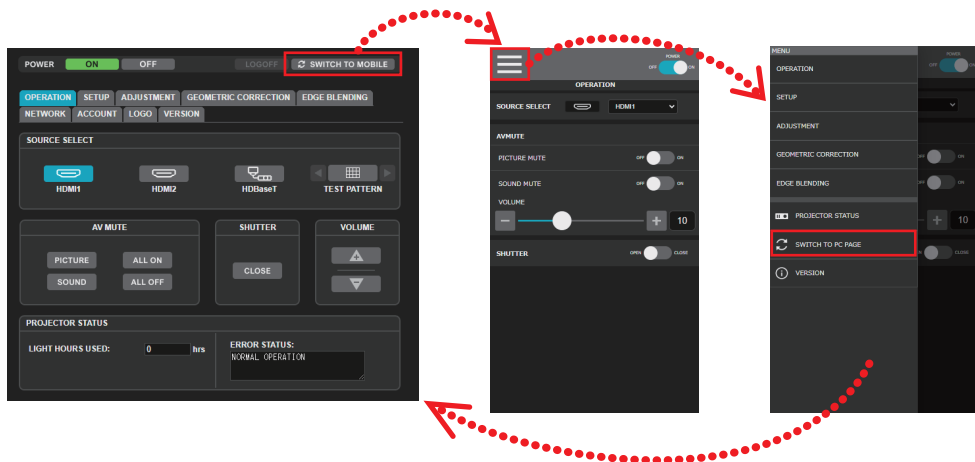 POWER ON OFF LOGOFF SWITCH TO MOBILE
OPERATION SETUP ADJUSTMENT GEOMETRIC CORRECTION EDGE BLENDING
NETWORK ACCOUNT LOGO VERSION
SOURCE SELECT
HDMI1 HDMI2 HDBaseT TEST PATTERN
AV MUTE
PICTURE ALL ON
SOUND ALL OFF
SHUTTER
CLOSE
VOLUME
PROJECTOR STATUS
LIGHT HOURS USED: 0 hrs
ERROR STATUS:
NORMAL OPERATION
POWER
OFF ON
OPERATION
SOURCE SELECT HDMI1
AVMUTE
PICTURE MUTE OFF ON
SOUND MUTE OFF ON
VOLUME
10
SHUTTER OPEN CLOSE
MENU
OPERATION
SETUP
ADJUSTMENT
GEOMETRIC CORRECTION
EDGE BLENDING
PROJECTOR STATUS
SWITCH TO PC PAGE
VERSION
POWER
OFF ON
OFF ON
OFF ON
10
CLOSE